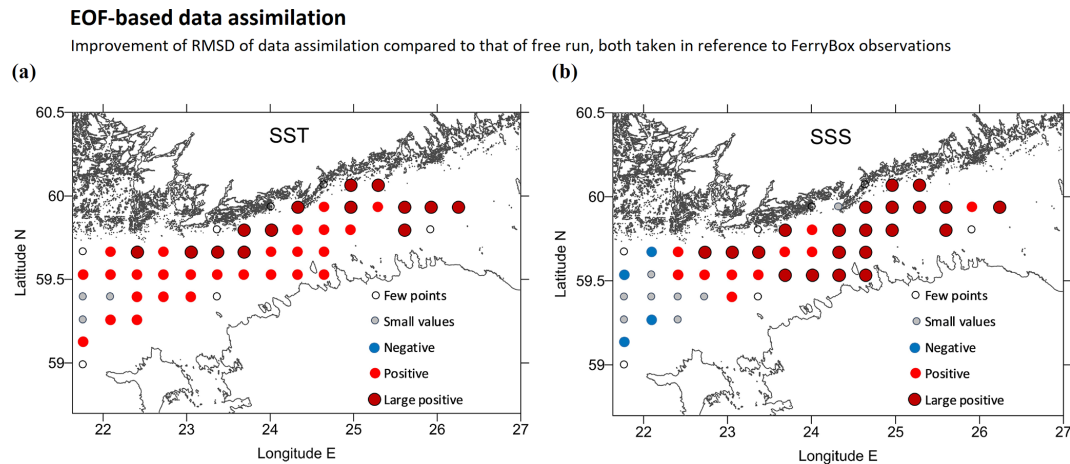 EOF-based data assimilation
Improvement of RMSD of data assimilation compared to that of free run, both taken in reference to FerryBox observations
(a)
(b)
60.5
SST
60
59.5
59
Latitude N
Few points
Small values
Negative
Positive
Large positive
22
23
24
25
26
27
Longitude E
60.5
SSS
60
59.5
59
Latitude N
Few points
Small values
Negative
Positive
Large positive
22
23
24
25
26
27
Longitude E